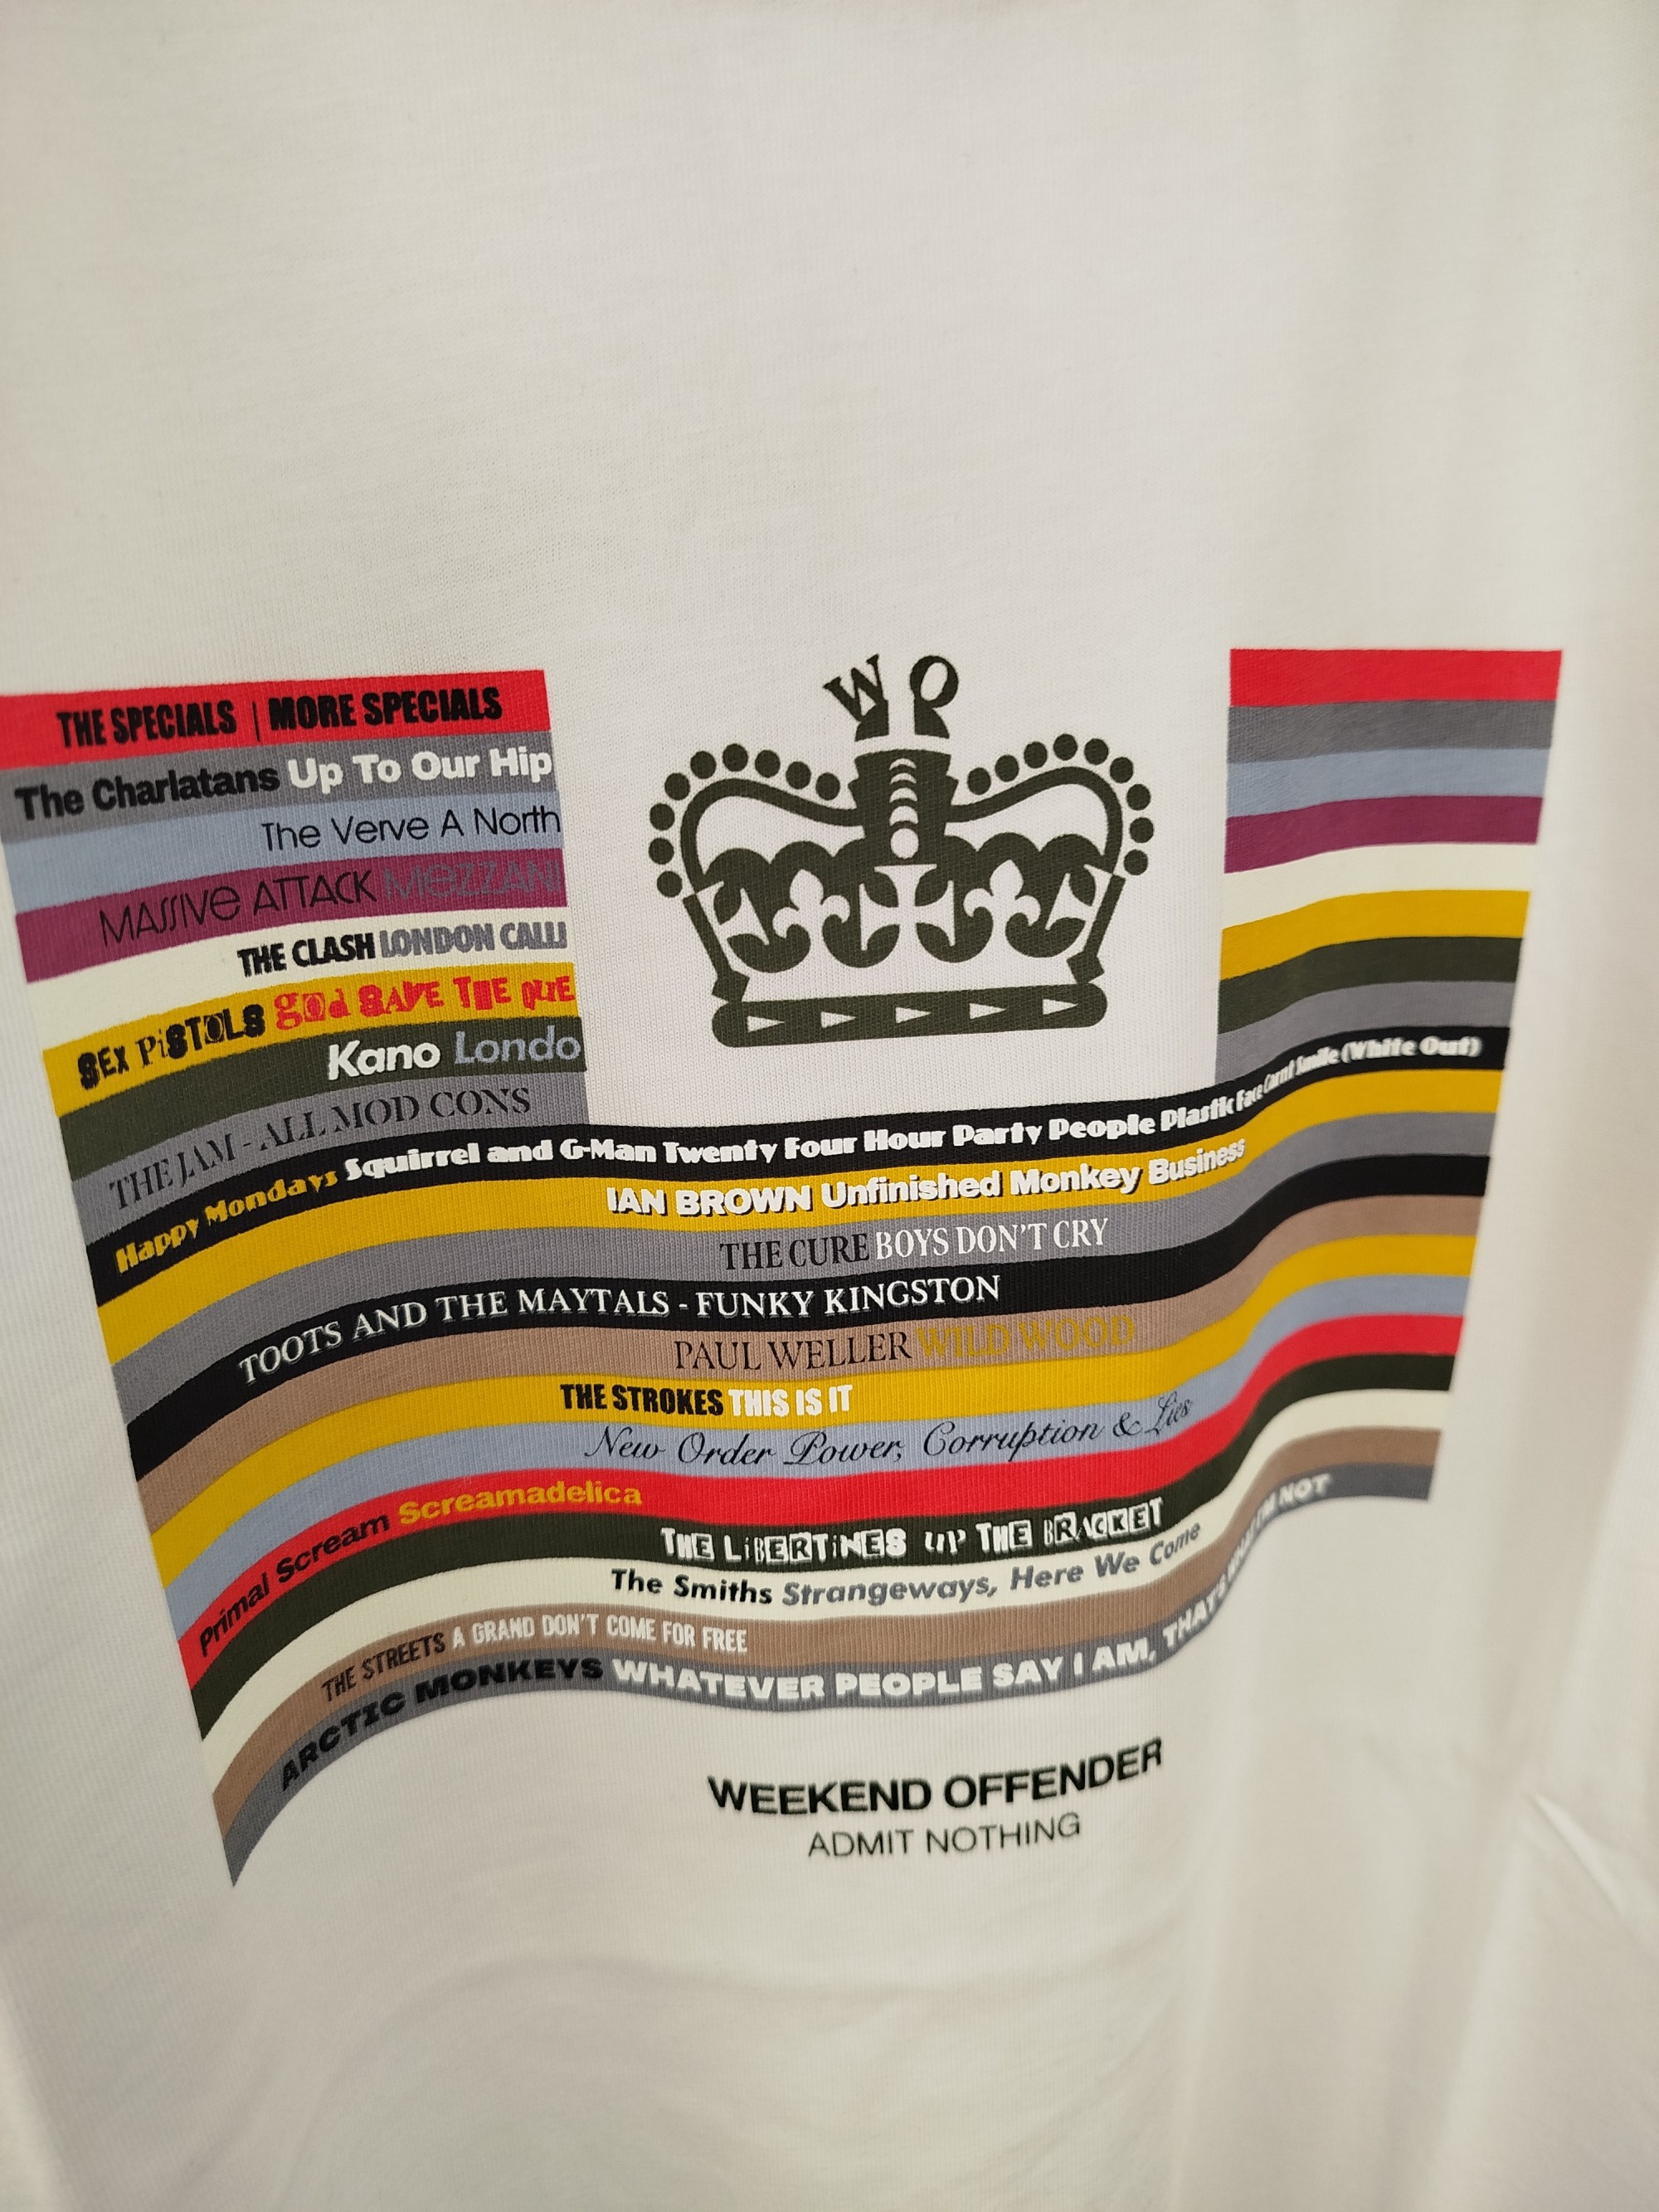 W O
THE SPECIALS | MORE SPECIALS
The Charlatans Up To Our Hip
The Verve A North
MASSIVE ATTACK MEZZANI
THE CLASH LONDON CALLI
SEX PiSTOLS god SAVE THE QUE
Kano Londo
THE JAM - ALL MOD CONS
Happy Mondays Squirrel and G-Man Twenty Four Hour Party People Plastic Face Carnt Smile (White Out)
IAN BROWN Unfinished Monkey Business
THE CURE BOYS DON'T CRY
TOOTS AND THE MAYTALS - FUNKY KINGSTON
PAUL WELLER WILD WOOD
THE STROKES THIS IS IT
New Order Power, Corruption & Lies
Primal Scream Screamadelica
THE LiBERTiNES UP THE BRACKET
The Smiths Strangeways, Here We Come
THE STREETS A GRAND DON'T COME FOR FREE
ARCTIC MONKEYS WHATEVER PEOPLE SAY I AM, THAT'S WHAT I'M NOT
WEEKEND OFFENDER
ADMIT NOTHING